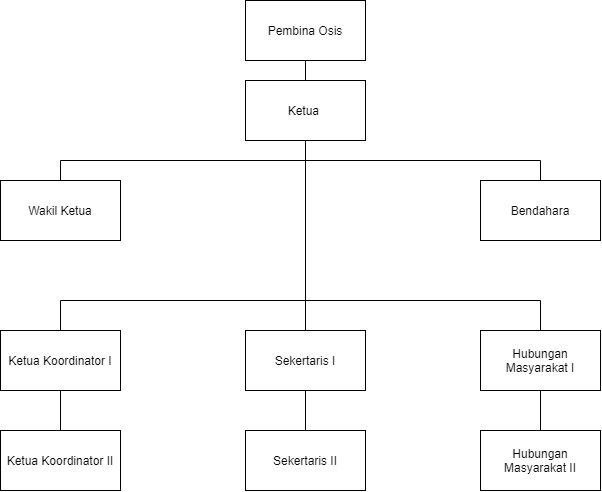 Pembina Osis
Ketua
Wakil Ketua
Bendahara
Ketua Koordinator I
Sekertaris I
Hubungan
Masyarakat I
Ketua Koordinator II
Sekertaris II
Hubungan
Masyarakat II